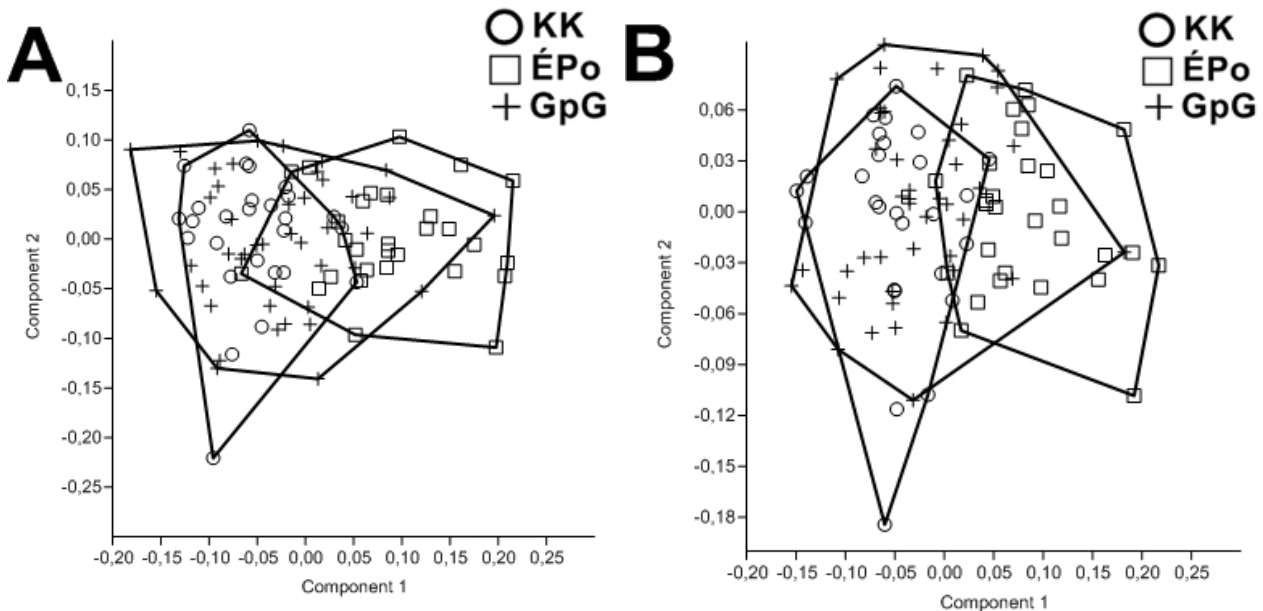 A
KK
ÉPo
GpG
0,15
0,10
0,05
0,00
-0,05
-0,10
-0,15
-0,20
-0,25
Component 2
-0,20 -0,15 -0,10 -0,05 0,00 0,05 0,10 0,15 0,20 0,25
Component 1
B
KK
ÉPo
GpG
0,06
0,03
0,00
-0,03
-0,06
-0,09
-0,12
-0,15
-0,18
Component 2
-0,20 -0,15 -0,10 -0,05 0,00 0,05 0,10 0,15 0,20 0,25
Component 1